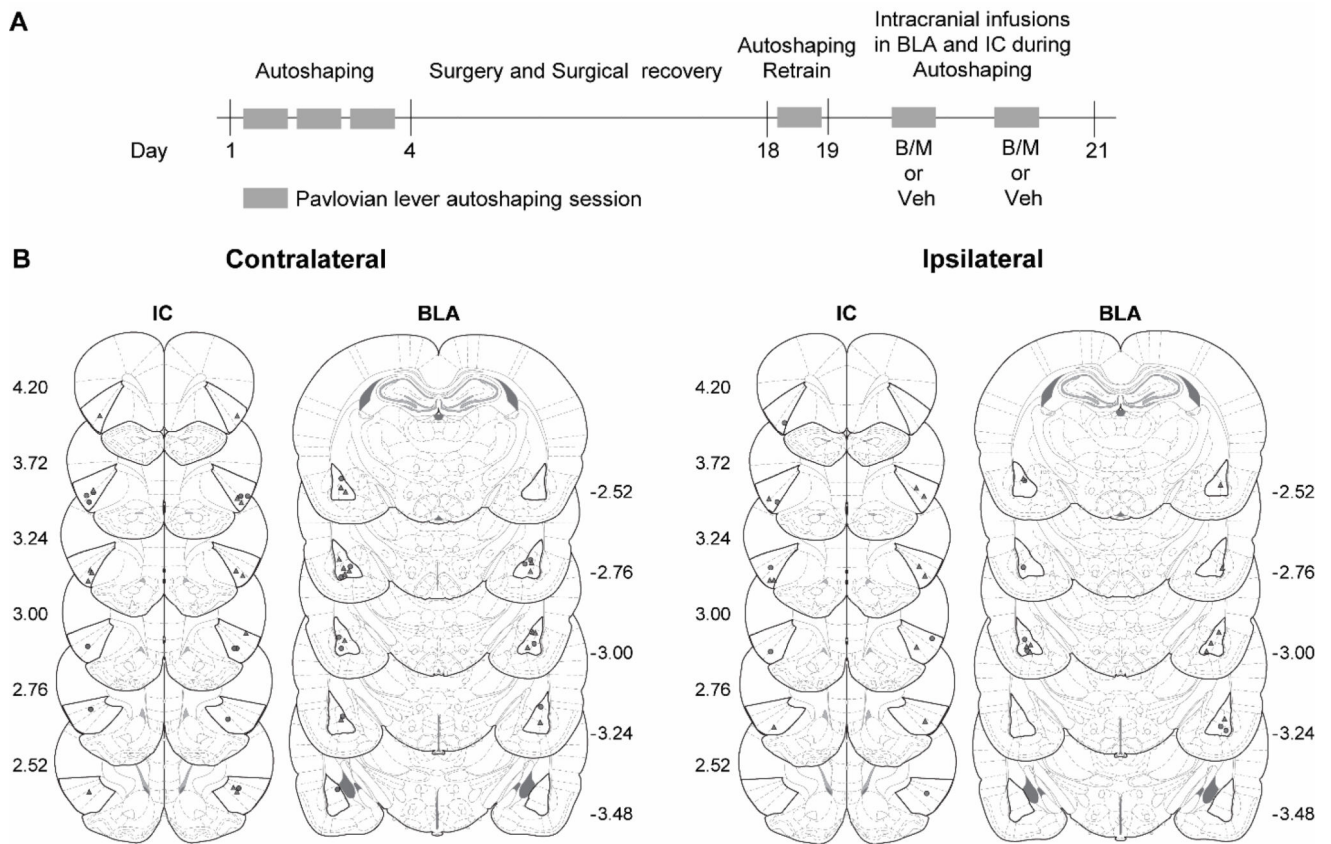 A
Autoshaping
Surgery and Surgical recovery
Autoshaping
Retrain
Intracranial infusions
in BLA and IC during
Autoshaping
Day
1
4
18
19
21
B/M
or
Veh
B/M
or
Veh
Pavlovian lever autoshaping session
B
Contralateral
Ipsilateral
IC
BLA
IC
BLA
4.20
3.72
3.24
3.00
2.76
2.52
-2.52
-2.76
-3.00
-3.24
-3.48
4.20
3.72
3.24
3.00
2.76
2.52
-2.52
-2.76
-3.00
-3.24
-3.48